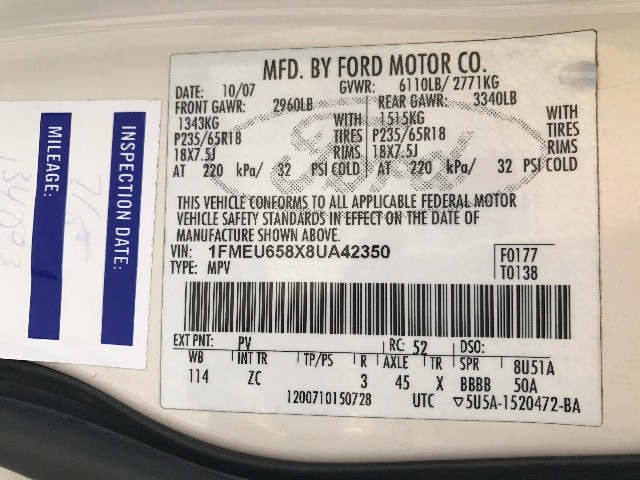 MFD. BY FORD MOTOR CO.
DATE: 10/07 GVWR: 6110LB/ 2771KG
FRONT GAWR: 2960LB REAR GAWR: 3340LB
1343KG WITH 1515KG WITH
P235/65R18 TIRES P235/65R18 TIRES
18X7.5J RIMS 18X7.5J RIMS
AT 220 kPa/ 32 PSI COLD AT 220 kPa/ 32 PSI COLD
Ford
THIS VEHICLE CONFORMS TO ALL APPLICABLE FEDERAL MOTOR
VEHICLE SAFETY STANDARDS IN EFFECT ON THE DATE OF
MANUFACTURE SHOWN ABOVE.
VIN: 1FMEU658X8UA42350 F0177
TYPE: MPV T0138
EXT PNT: PV RC: 52 DSO:
WB INT TR TP/PS R AXLE TR SPR 8U51A
114 ZC 3 45 X BBBB 50A
1200710150728 UTC ▽5U5A-1520472-BA
INSPECTION DATE:
MILEAGE: